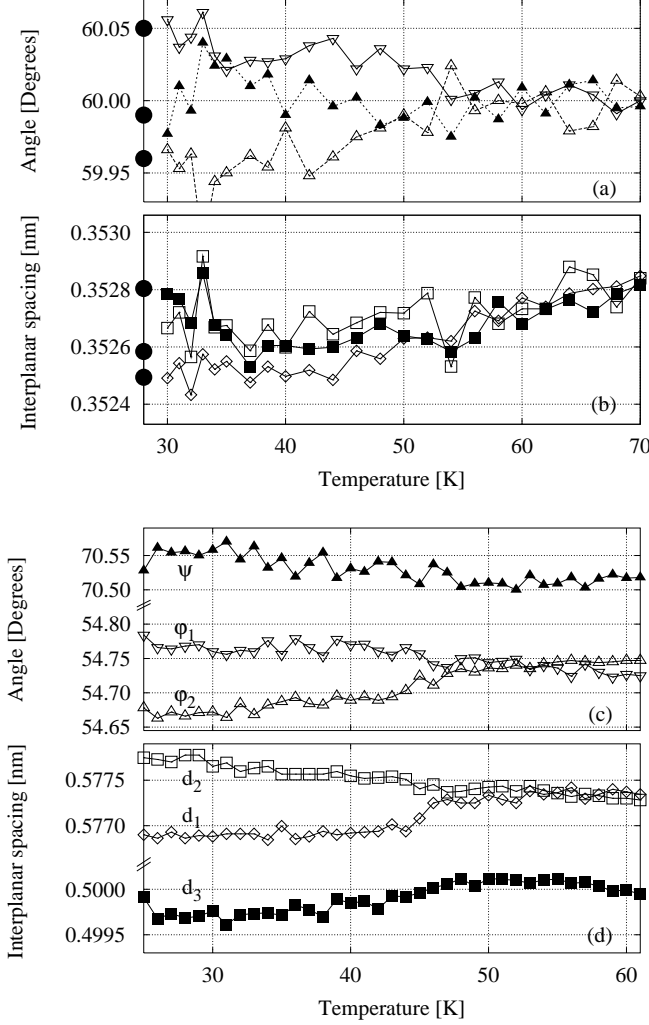 60.05
60.00
59.95
Angle [Degrees]
(a)
0.3530
0.3528
0.3526
0.3524
Interplanar spacing [nm]
(b)
30 40 50 60 70
Temperature [K]
70.55
70.50
54.80
54.75
54.70
54.65
Angle [Degrees]
ψ
φ1
φ2
(c)
0.5775
0.5770
0.5000
0.4995
Interplanar spacing [nm]
d2
d1
d3
(d)
30 40 50 60
Temperature [K]